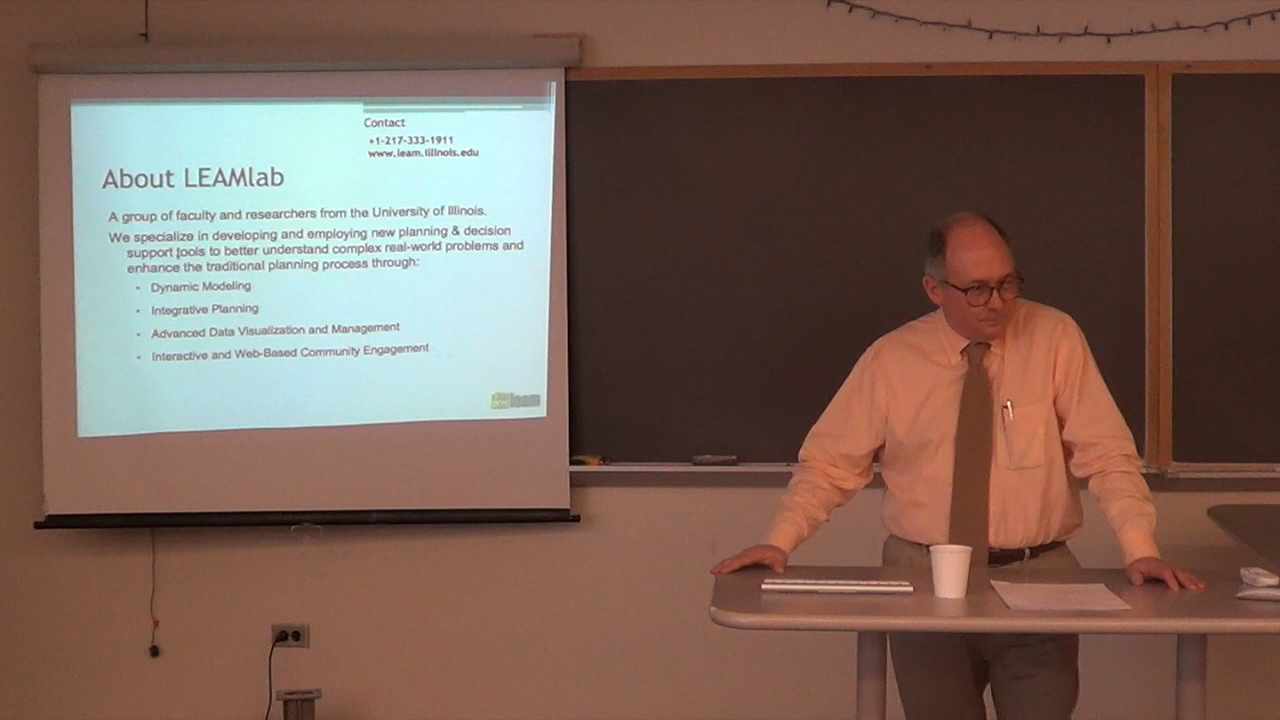 Contact
+1-217-333-1911
www.leam.illinois.edu
About LEAMlab
A group of faculty and researchers from the University of Illinois.
We specialize in developing and employing new planning & decision
support tools to better understand complex real-world problems and
enhance the traditional planning process through:
- Dynamic Modeling
- Integrative Planning
- Advanced Data Visualization and Management
- Interactive and Web-Based Community Engagement
leam